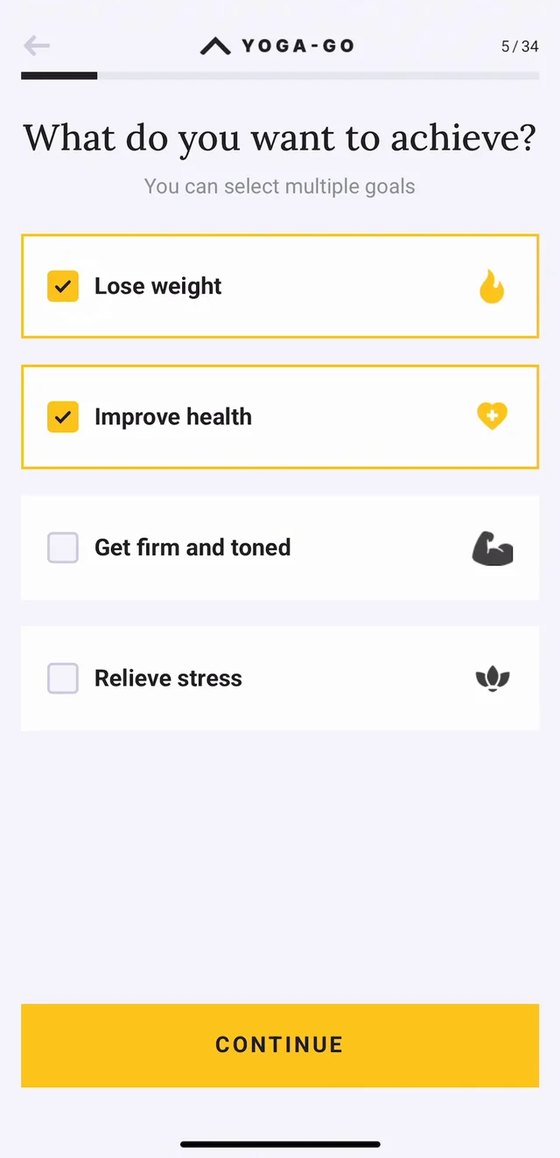 YOGA-GO
5 / 34
What do you want to achieve?
You can select multiple goals
Lose weight
Improve health
Get firm and toned
Relieve stress
CONTINUE